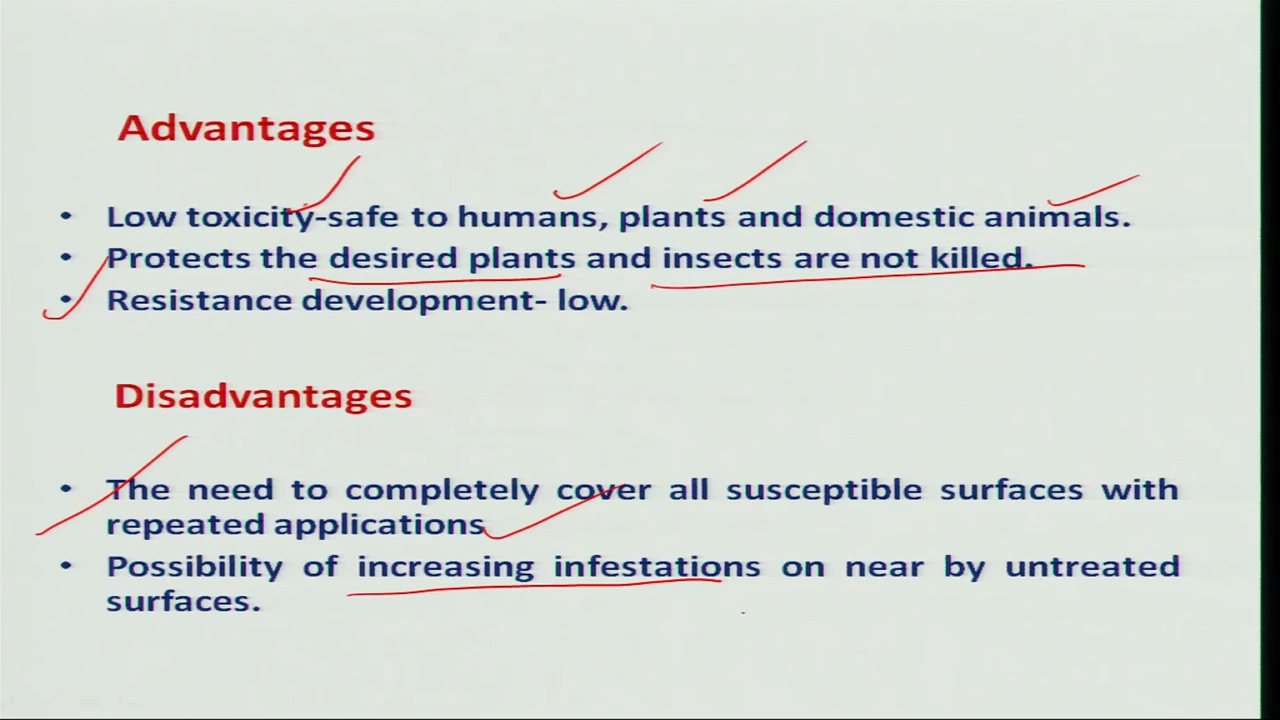 Advantages
• Low toxicity-safe to humans, plants and domestic animals.
• Protects the desired plants and insects are not killed.
• Resistance development- low.
Disadvantages
• The need to completely cover all susceptible surfaces with
repeated applications
• Possibility of increasing infestations on near by untreated
surfaces.